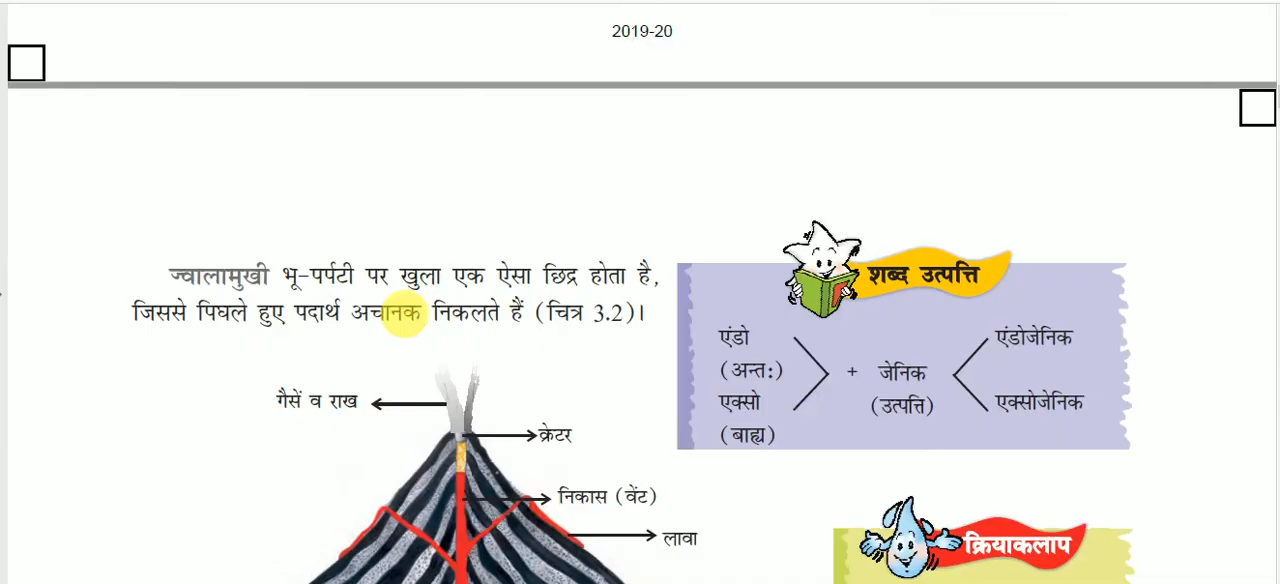 2019-20
ज्वालामुखी भू-पर्पटी पर खुला एक ऐसा छिद्र होता है,
जिससे पिघले हुए पदार्थ अचानक निकलते हैं (चित्र 3.2)।
गैसें व राख
क्रेटर
निकास (वेंट)
लावा
शब्द उत्पत्ति
एंडो
(अन्त:)
एक्सो
(बाह्य)
+ जेनिक
(उत्पत्ति)
एंडोजेनिक
एक्सोजेनिक
क्रियाकलाप